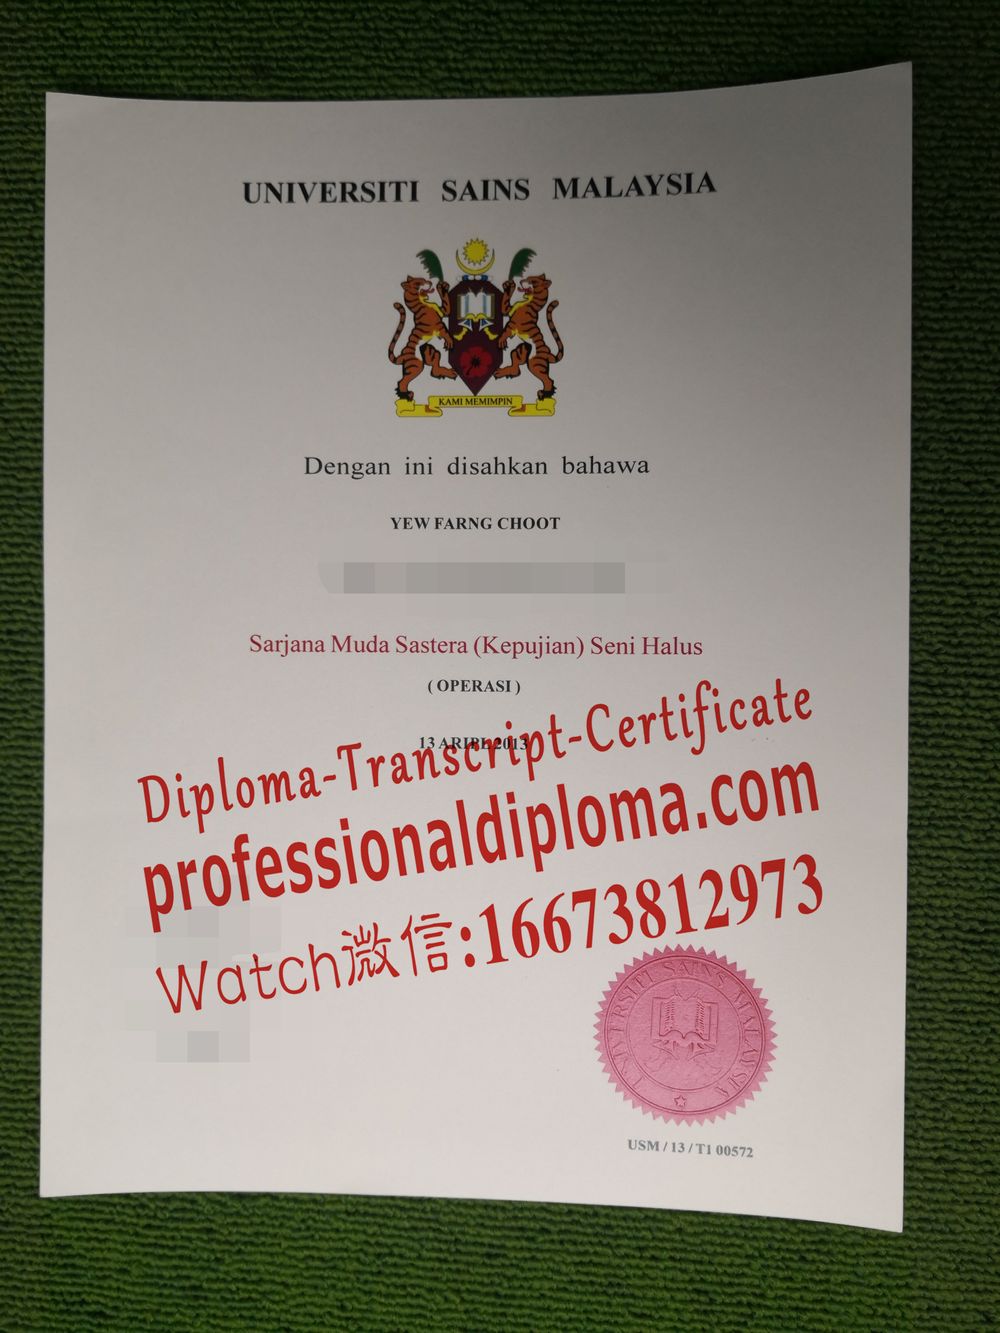 UNIVERSITI SAINS MALAYSIA
KAMI MEMIMPIN
Dengan ini disahkan bahawa
YEW FARNG CHOOT
Sarjana Muda Sastera (Kepujian) Seni Halus
( OPERASI )
13 ARIPL 2013
Diploma-Transcript-Certificate
professionaldiploma.com
Watch微信:16673812973
UNIVERSITI SAINS MALAYSIA
USM / 13 / T1 00572